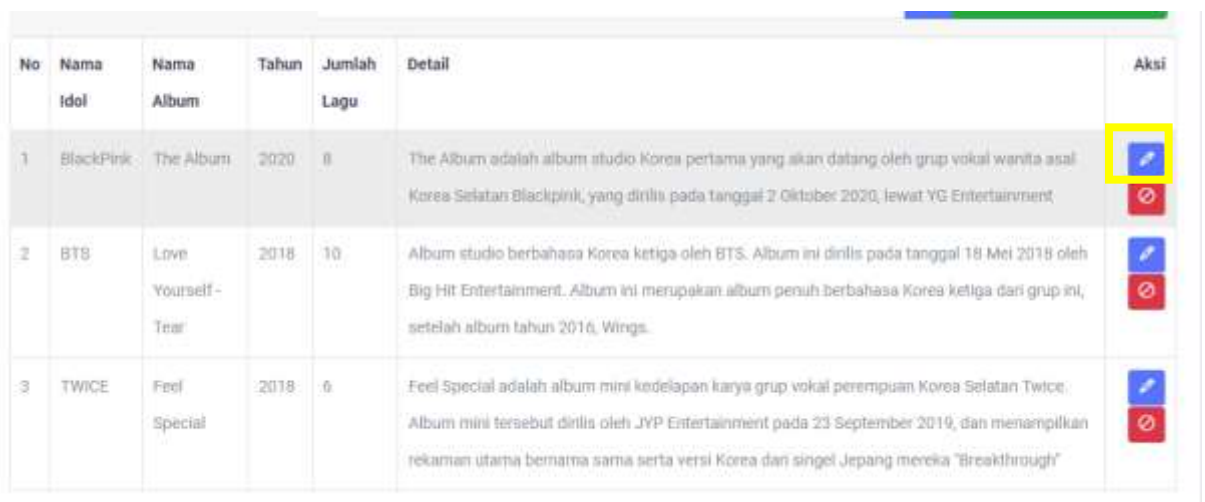 No Nama Idol Nama Album Tahun Jumlah Lagu Detail Aksi
1 BlackPink The Album 2020 8 The Album adalah album studio Korea pertama yang akan datang oleh grup vokal wanita asal
Korea Selatan Blackpink, yang dirilis pada tanggal 2 Oktober 2020, lewat YG Entertainment
2 BTS Love Yourself - Tear 2018 10 Album studio berbahasa Korea ketiga oleh BTS. Album ini dirilis pada tanggal 18 Mei 2018 oleh
Big Hit Entertainment. Album ini merupakan album penuh berbahasa Korea ketiga dari grup ini,
setelah album tahun 2016, Wings.
3 TWICE Feel Special 2018 6 Feel Special adalah album mini kedelapan karya grup vokal perempuan Korea Selatan Twice.
Album mini tersebut dirilis oleh JYP Entertainment pada 23 September 2019, dan menampilkan
rekaman utama bernama sama serta versi Korea dari singel Jepang mereka "Breakthrough"